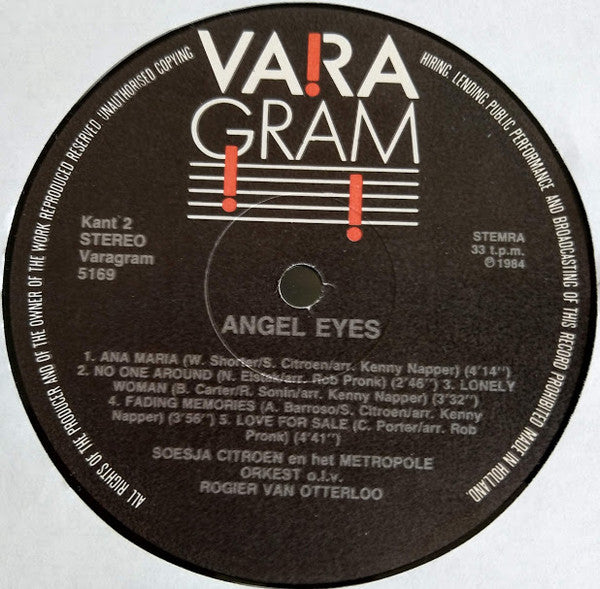 VA!RA
GRAM
ALL RIGHTS OF THE PRODUCER AND OF THE OWNER OF THE WORK REPRODUCED RESERVED. UNAUTHORISED COPYING
HIRING, LENDING PUBLIC PERFORMANCE AND BROADCASTING OF THIS RECORD PROHIBITED MADE IN HOLLAND.
Kant 2
STEREO
Varagram
5169
STEMRA
33 t.p.m.
℗ 1984
ANGEL EYES
1. ANA MARIA (W. Shorter/S. Citroen/arr. Kenny Napper) (4'14")
2. NO ONE AROUND (N. /arr. Rob Pronk) (2'46") 3. LONELY
WOMAN (B. Carter/R. Sonin/arr. Kenny Napper) (3'32")
4. FADING MEMORIES (A. Barroso/S. Citroen/arr. Kenny
Napper) (3'56") 5. LOVE FOR SALE (C. Porter/arr. Rob
Pronk) (4'41")
SOESJA CITROEN en het METROPOLE
ORKEST o.l.v.
ROGIER VAN OTTERLOO